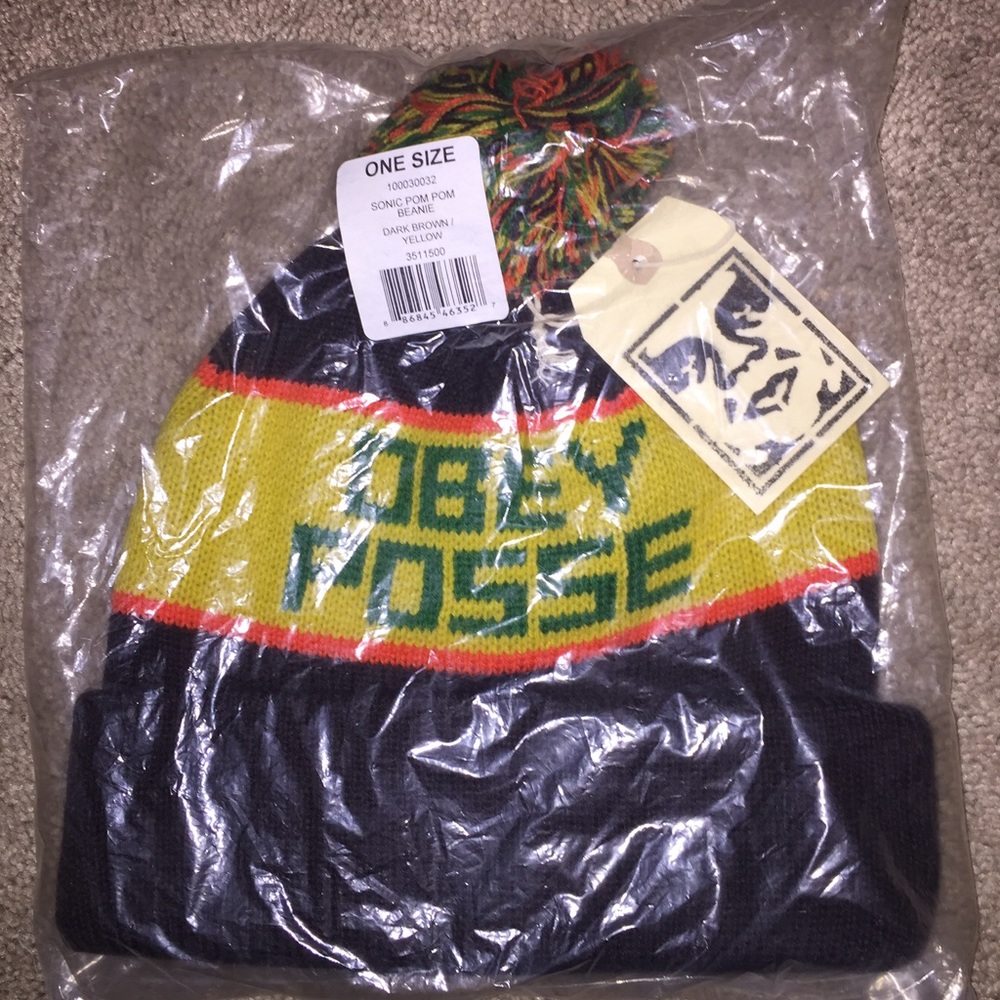 ONE SIZE
100030032
SONIC POM POM
BEANIE
DARK BROWN /
YELLOW
3511500
8 86845 46352 7
OBEY
POSSE